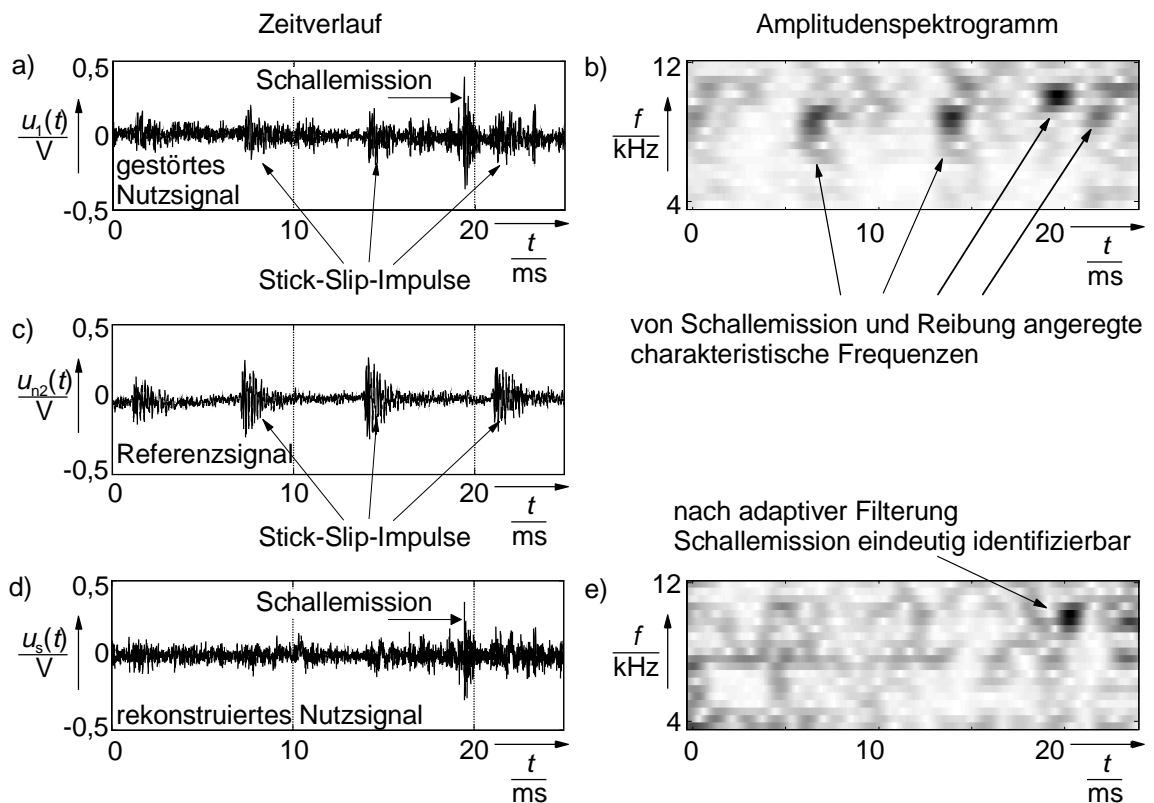 Zeitverlauf
Amplitudenspektrogramm
a)
0,5
Schallemission
u1(t)
V
0
gestörtes
Nutzsignal
-0,5
0
10
20
t
ms
Stick-Slip-Impulse
b)
12
f
kHz
4
0
10
20
t
ms
von Schallemission und Reibung angeregte
charakteristische Frequenzen
c)
0,5
un2(t)
V
0
Referenzsignal
-0,5
0
10
20
t
ms
Stick-Slip-Impulse
nach adaptiver Filterung
Schallemission eindeutig identifizierbar
d)
0,5
Schallemission
us(t)
V
0
rekonstruiertes Nutzsignal
-0,5
0
10
20
t
ms
e)
12
f
kHz
4
0
10
20
t
ms